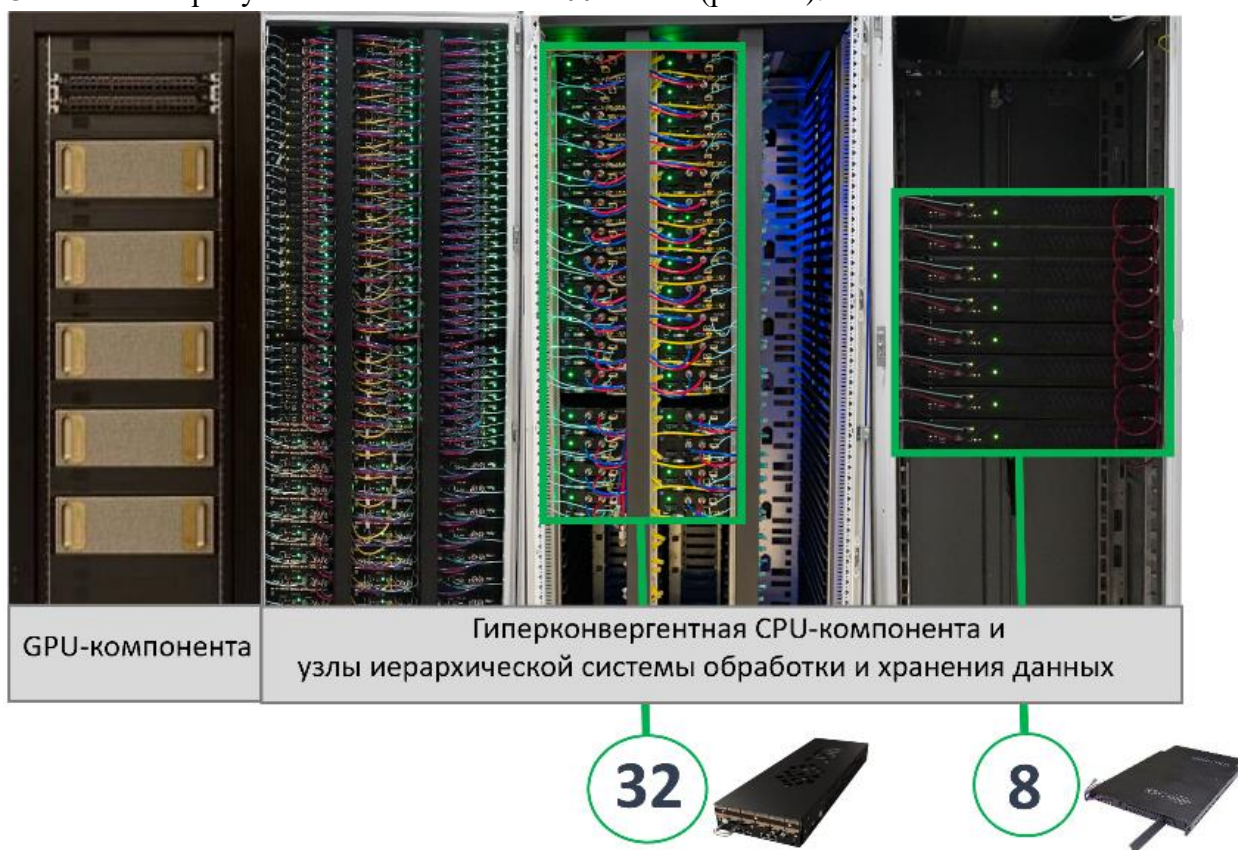 GPU-компонента
Гиперконвергентная CPU-компонента и
узлы иерархической системы обработки и хранения данных
32
8